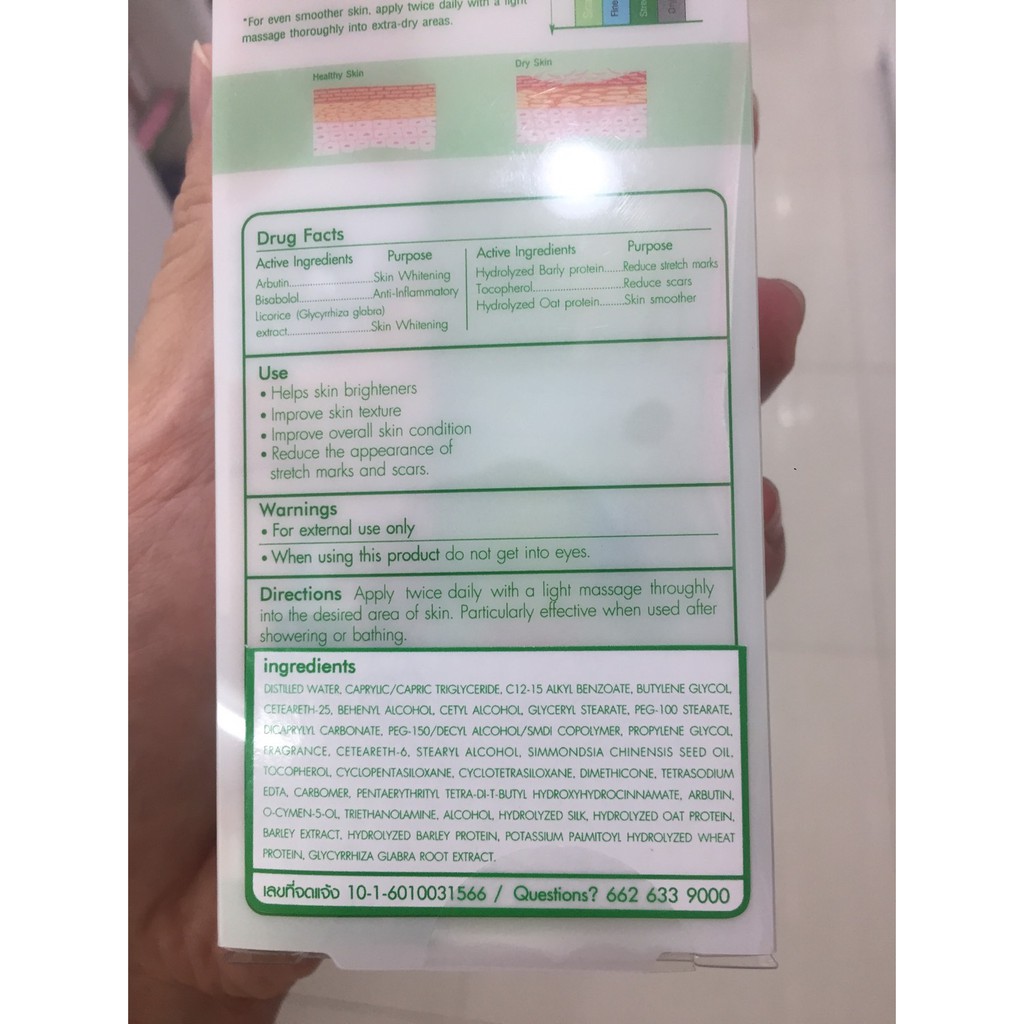 *For even smoother skin, apply twice daily with a light
massage thoroughly into extra-dry areas.
Healthy Skin
Dry Skin
Drug Facts
Active Ingredients Purpose
Arbutin..........................Skin Whitening
Bisabolol.......................Anti-Inflammatory
Licorice (Glycyrrhiza glabra)
extract..........................Skin Whitening
Active Ingredients Purpose
Hydrolyzed Barly protein......Reduce stretch marks
Tocopherol............................Reduce scars
Hydrolyzed Oat protein........Skin smoother
Use
• Helps skin brighteners
• Improve skin texture
• Improve overall skin condition
• Reduce the appearance of
stretch marks and scars.
Warnings
• For external use only
• When using this product do not get into eyes.
Directions Apply twice daily with a light massage throughly
into the desired area of skin. Particularly effective when used after
showering or bathing.
ingredients
DISTILLED WATER, CAPRYLIC/CAPRIC TRIGLYCERIDE, C12-15 ALKYL BENZOATE, BUTYLENE GLYCOL,
CETEARETH-25, BEHENYL ALCOHOL, CETYL ALCOHOL, GLYCERYL STEARATE, PEG-100 STEARATE,
DICAPRYLYL CARBONATE, PEG-150/DECYL ALCOHOL/SMDI COPOLYMER, PROPYLENE GLYCOL,
FRAGRANCE, CETEARETH-6, STEARYL ALCOHOL, SIMMONDSIA CHINENSIS SEED OIL,
TOCOPHEROL, CYCLOPENTASILOXANE, CYCLOTETRASILOXANE, DIMETHICONE, TETRASODIUM
EDTA, CARBOMER, PENTAERYTHRITYL TETRA-DI-T-BUTYL HYDROXYHYDROCINNAMATE, ARBUTIN,
O-CYMEN-5-OL, TRIETHANOLAMINE, ALCOHOL, HYDROLYZED SILK, HYDROLYZED OAT PROTEIN,
BARLEY EXTRACT, HYDROLYZED BARLEY PROTEIN, POTASSIUM PALMITOYL HYDROLYZED WHEAT
PROTEIN, GLYCYRRHIZA GLABRA ROOT EXTRACT.
เลขที่จดแจ้ง 10-1-6010031566 / Questions? 662 633 9000